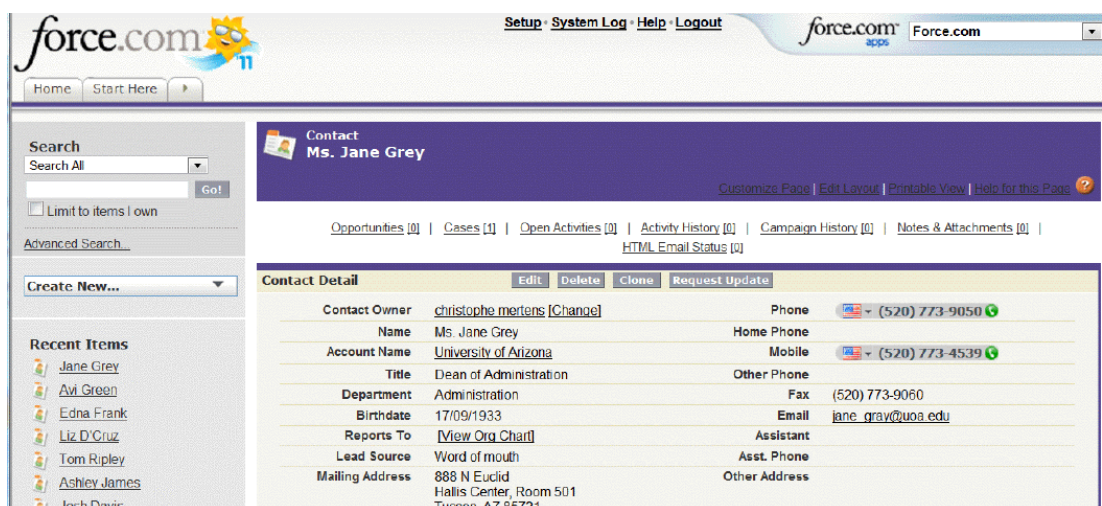 force.com '11
Setup · System Log · Help · Logout
force.com apps
Force.com
Home
Start Here
Search
Search All
Go!
Limit to items I own
Advanced Search...
Create New...
Recent Items
Jane Grey
Avi Green
Edna Frank
Liz D'Cruz
Tom Ripley
Ashley James
Josh Davis
Contact
Ms. Jane Grey
Customize Page | Edit Layout | Printable View | Help for this Page ?
Opportunities [0] | Cases [1] | Open Activities [0] | Activity History [0] | Campaign History [0] | Notes & Attachments [0] |
HTML Email Status [0]
Contact Detail Edit Delete Clone Request Update
Contact Owner christophe mertens [Change] Phone (520) 773-9050
Name Ms. Jane Grey Home Phone
Account Name University of Arizona Mobile (520) 773-4539
Title Dean of Administration Other Phone
Department Administration Fax (520) 773-9060
Birthdate 17/09/1933 Email jane_gray@uoa.edu
Reports To [View Org Chart] Assistant
Lead Source Word of mouth Asst. Phone
Mailing Address 888 N Euclid Other Address
Hallis Center, Room 501
Tucson, AZ 85721